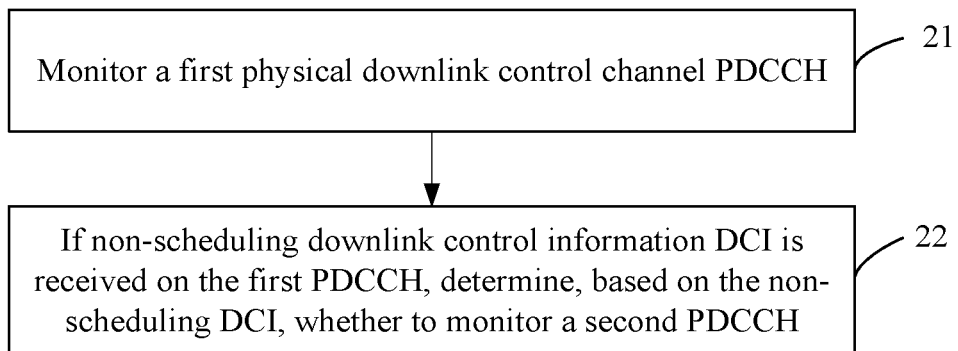 21
Monitor a first physical downlink control channel PDCCH
22
If non-scheduling downlink control information DCI is
received on the first PDCCH, determine, based on the non-
scheduling DCI, whether to monitor a second PDCCH